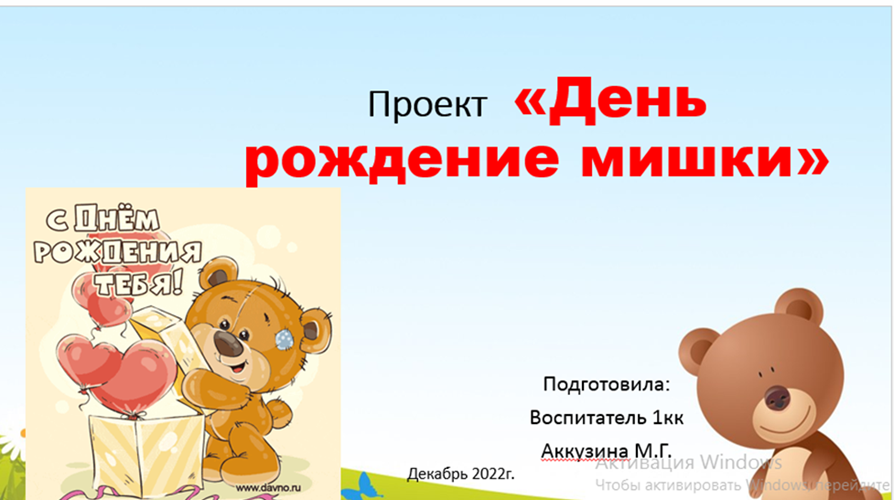 Проект «День
рождение мишки»
с Днём
рождения
тебя!
www.davno.ru
Подготовила:
Воспитатель 1кк
Аккузина М.Г.
Декабрь 2022г.
Активация Windows
Чтобы активировать Windows, перейдите